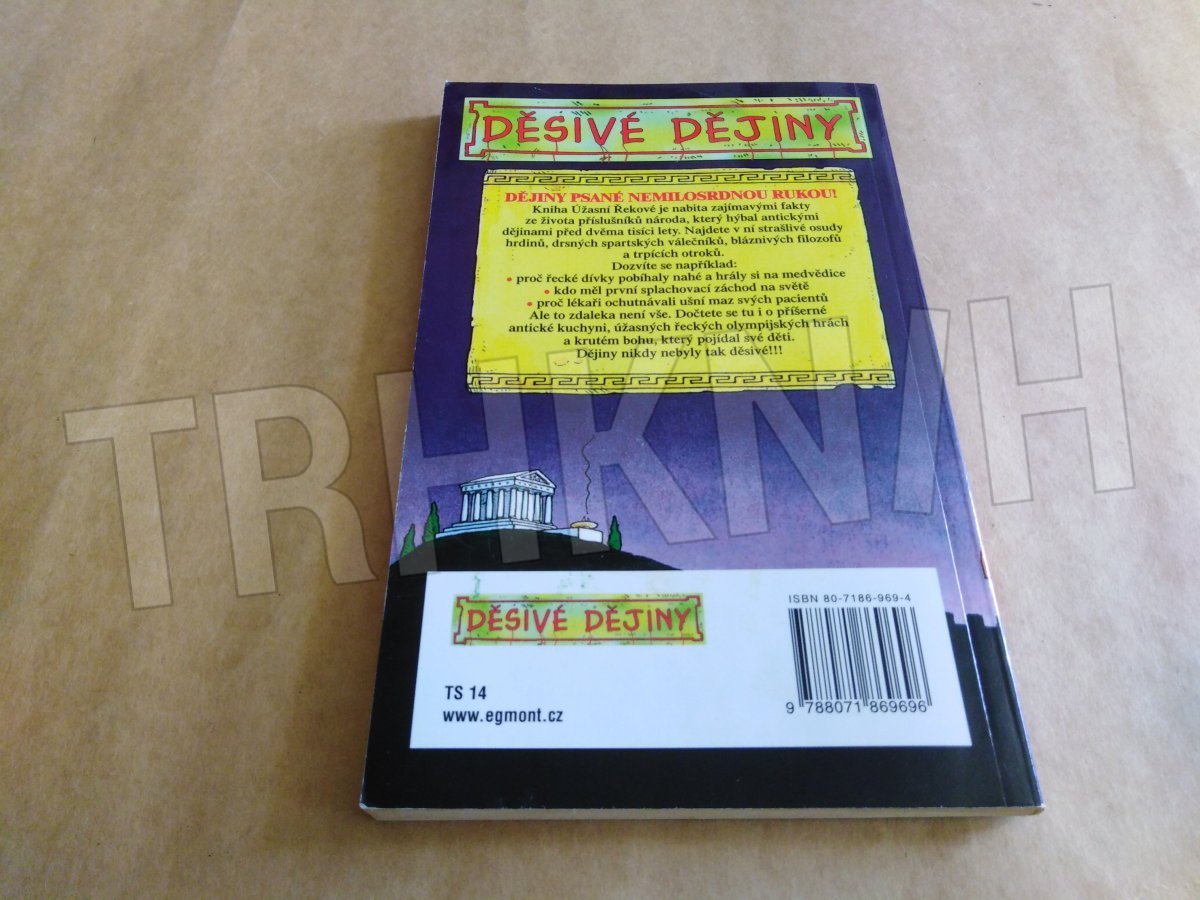 DĚSIVÉ DĚJINY
DĚJINY PSANÉ NEMILOSRDNOU RUKOU!
Kniha Úžasní Řekové je nabita zajímavými fakty
ze života příslušníků národa, který hýbal antickými
dějinami před dvěma tisíci lety. Najdete v ní strašlivé osudy
hrdinů, drsných spartských válečníků, bláznivých filozofů
a trpících otroků.
Dozvíte se například:
• proč řecké dívky pobíhaly nahé a hrály si na medvědice
• kdo měl první splachovací záchod na světě
• proč lékaři ochutnávali ušní maz svých pacientů
Ale to zdaleka není vše. Dočtete se tu i o příšerné
antické kuchyni, úžasných řeckých olympijských hrách
a krutém bohu, který pojídal své děti.
Dějiny nikdy nebyly tak děsivé!!!
TRHKNIH
DĚSIVÉ DĚJINY
ISBN 80-7186-969-4
TS 14
www.egmont.cz
9 788071 869696